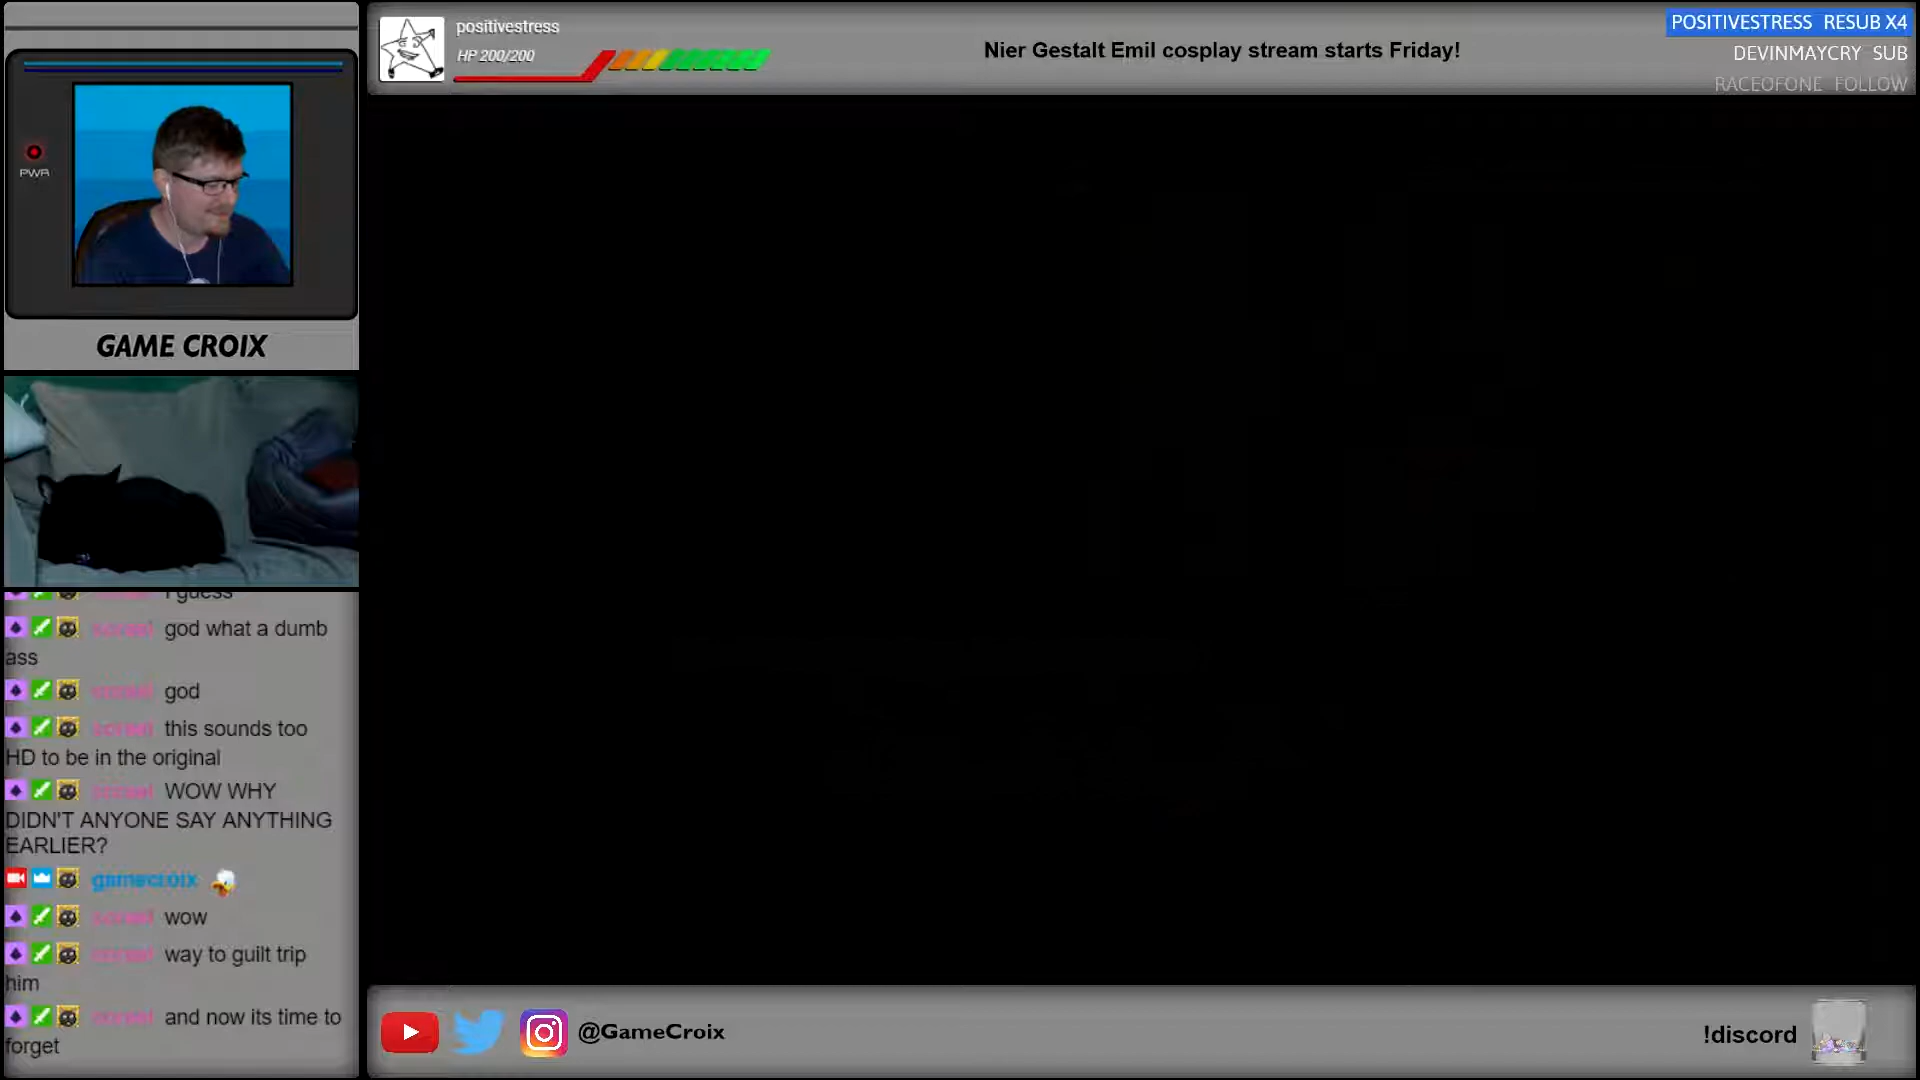 positivestress
HP 200/200
Nier Gestalt Emil cosplay stream starts Friday!
POSITIVESTRESS RESUB X4
DEVINMAYCRY SUB
RACEOFONE FOLLOW
PWR
GAME CROIX
I guess
god what a dumb
ass
god
this sounds too
HD to be in the original
WOW WHY
DIDN'T ANYONE SAY ANYTHING
EARLIER?
gamecroix
wow
way to guilt trip
him
and now its time to
forget
@GameCroix
!discord